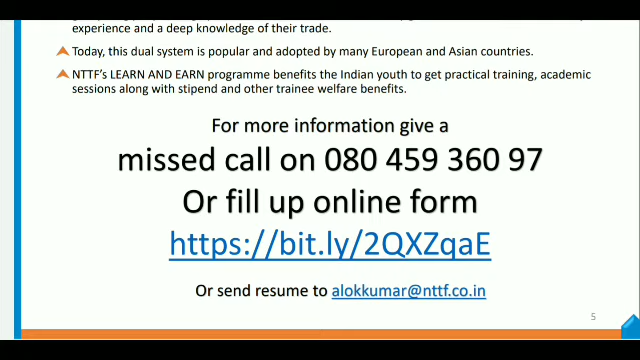 experience and a deep knowledge of their trade.
Today, this dual system is popular and adopted by many European and Asian countries.
NTTF's LEARN AND EARN programme benefits the Indian youth to get practical training, academic
sessions along with stipend and other trainee welfare benefits.
For more information give a
missed call on 080 459 360 97
Or fill up online form
https://bit.ly/2QXZqaE
Or send resume to alokkumar@nttf.co.in
5